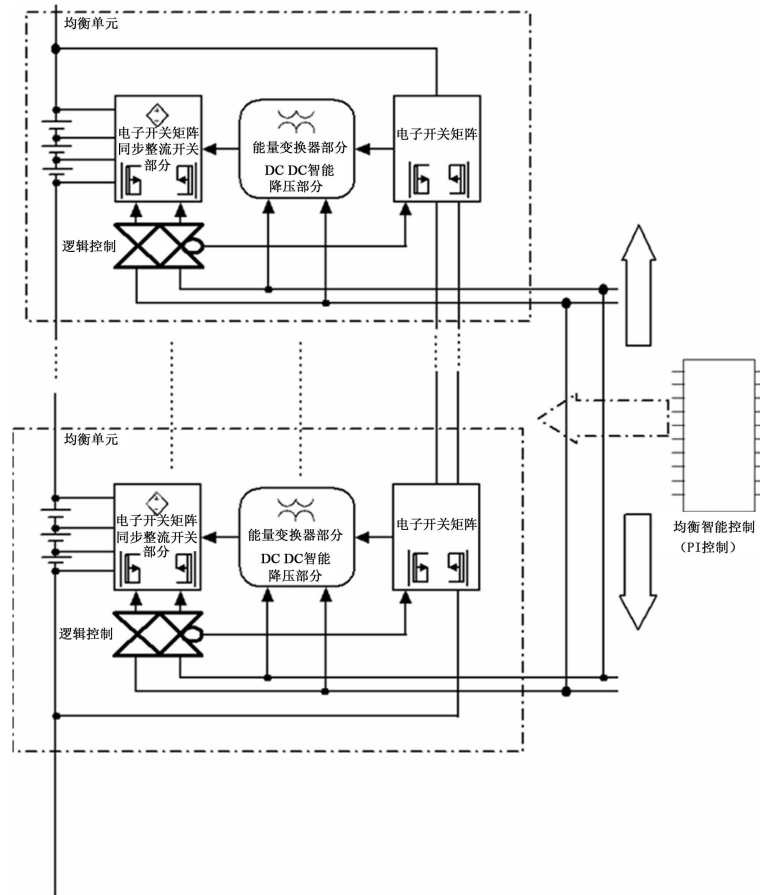 均衡单元
电子开关矩阵
同步整流开关
部分
能量变换器部分
DC DC智能
降压部分
电子开关矩阵
逻辑控制
均衡单元
电子开关矩阵
同步整流开关
部分
能量变换器部分
DC DC智能
降压部分
电子开关矩阵
逻辑控制
均衡智能控制
(PI控制)